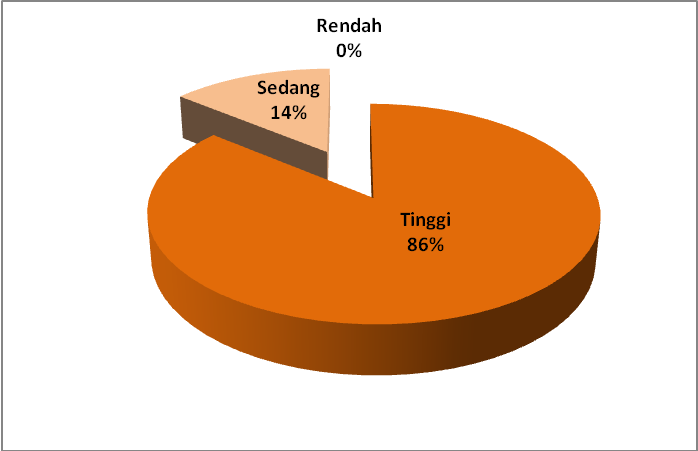 Rendah
0%
Sedang
14%
Tinggi
86%